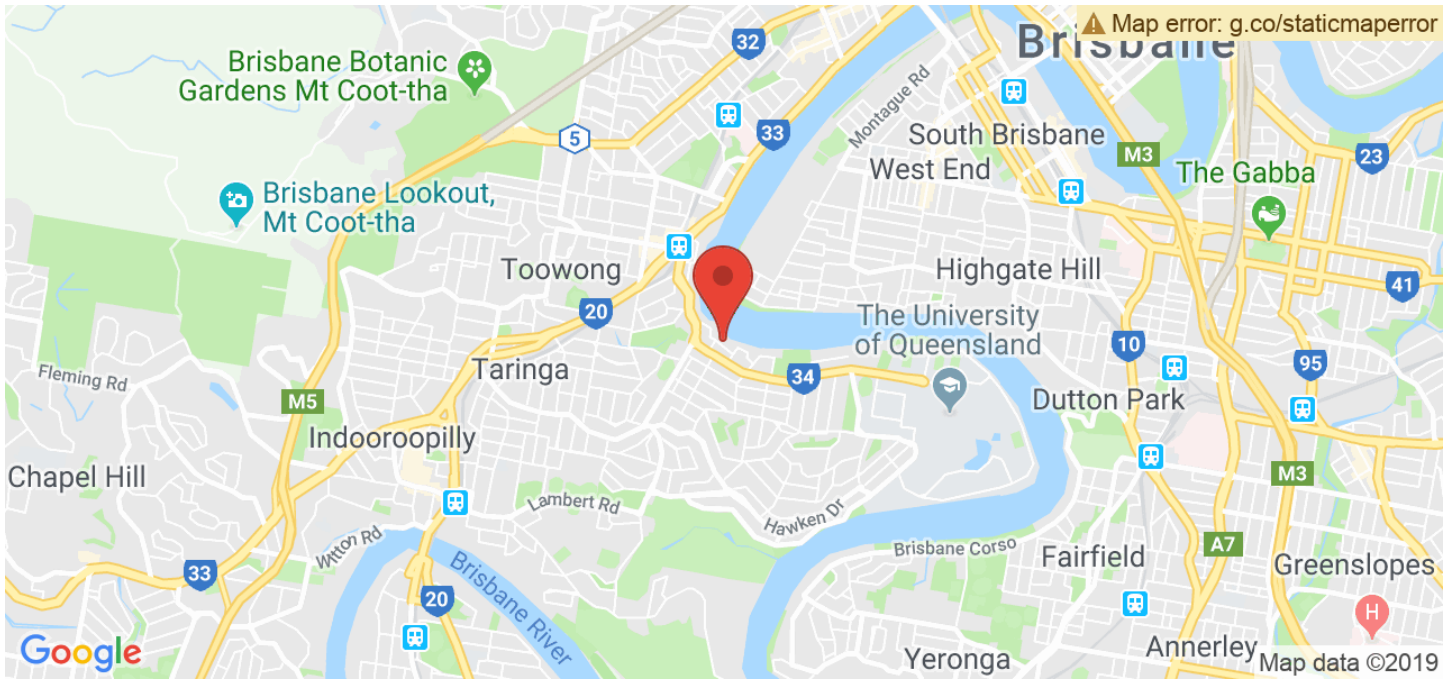 Map error: g.co/staticmaperror
Brisbane
32
Brisbane Botanic
Gardens Mt Coot-tha
Montague Rd
5
33
South Brisbane
M3
23
West End
The Gabba
Brisbane Lookout,
Mt Coot-tha
Toowong
Highgate Hill
41
20
The University
of Queensland
10
Taringa
34
95
Fleming Rd
M5
Dutton Park
Indooroopilly
Chapel Hill
M3
Lambert Rd
Hawken Dr
Witton Rd
Brisbane Corso
A7
Fairfield
Greenslopes
33
Brisbane River
20
H
Google
Yeronga
Annerley
Map data ©2019